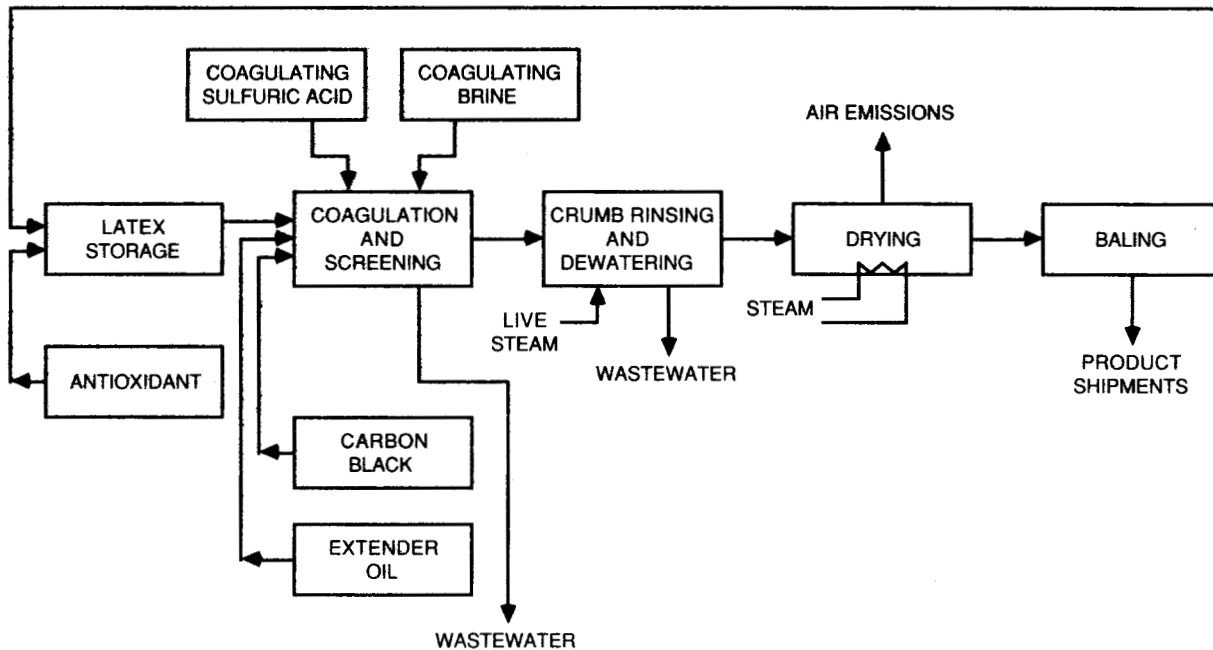 COAGULATING
SULFURIC ACID
COAGULATING
BRINE
AIR EMISSIONS
LATEX
STORAGE
COAGULATION
AND
SCREENING
CRUMB RINSING
AND
DEWATERING
DRYING
BALING
LIVE
STEAM
STEAM
WASTEWATER
PRODUCT
SHIPMENTS
ANTIOXIDANT
CARBON
BLACK
EXTENDER
OIL
WASTEWATER